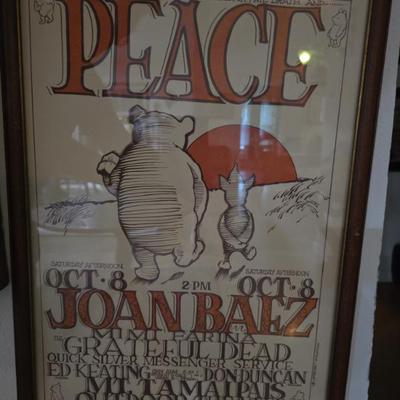 PEACE
SATURDAY AFTERNOON
SATURDAY AFTERNOON
OCT·8 2 PM OCT·8
JOAN BAEZ
MIMI FARINA
THE GRATEFUL DEAD
QUICK SILVER MESSENGER SERVICE
ED KEATING DON DUNCAN
MT TAMALPAIS